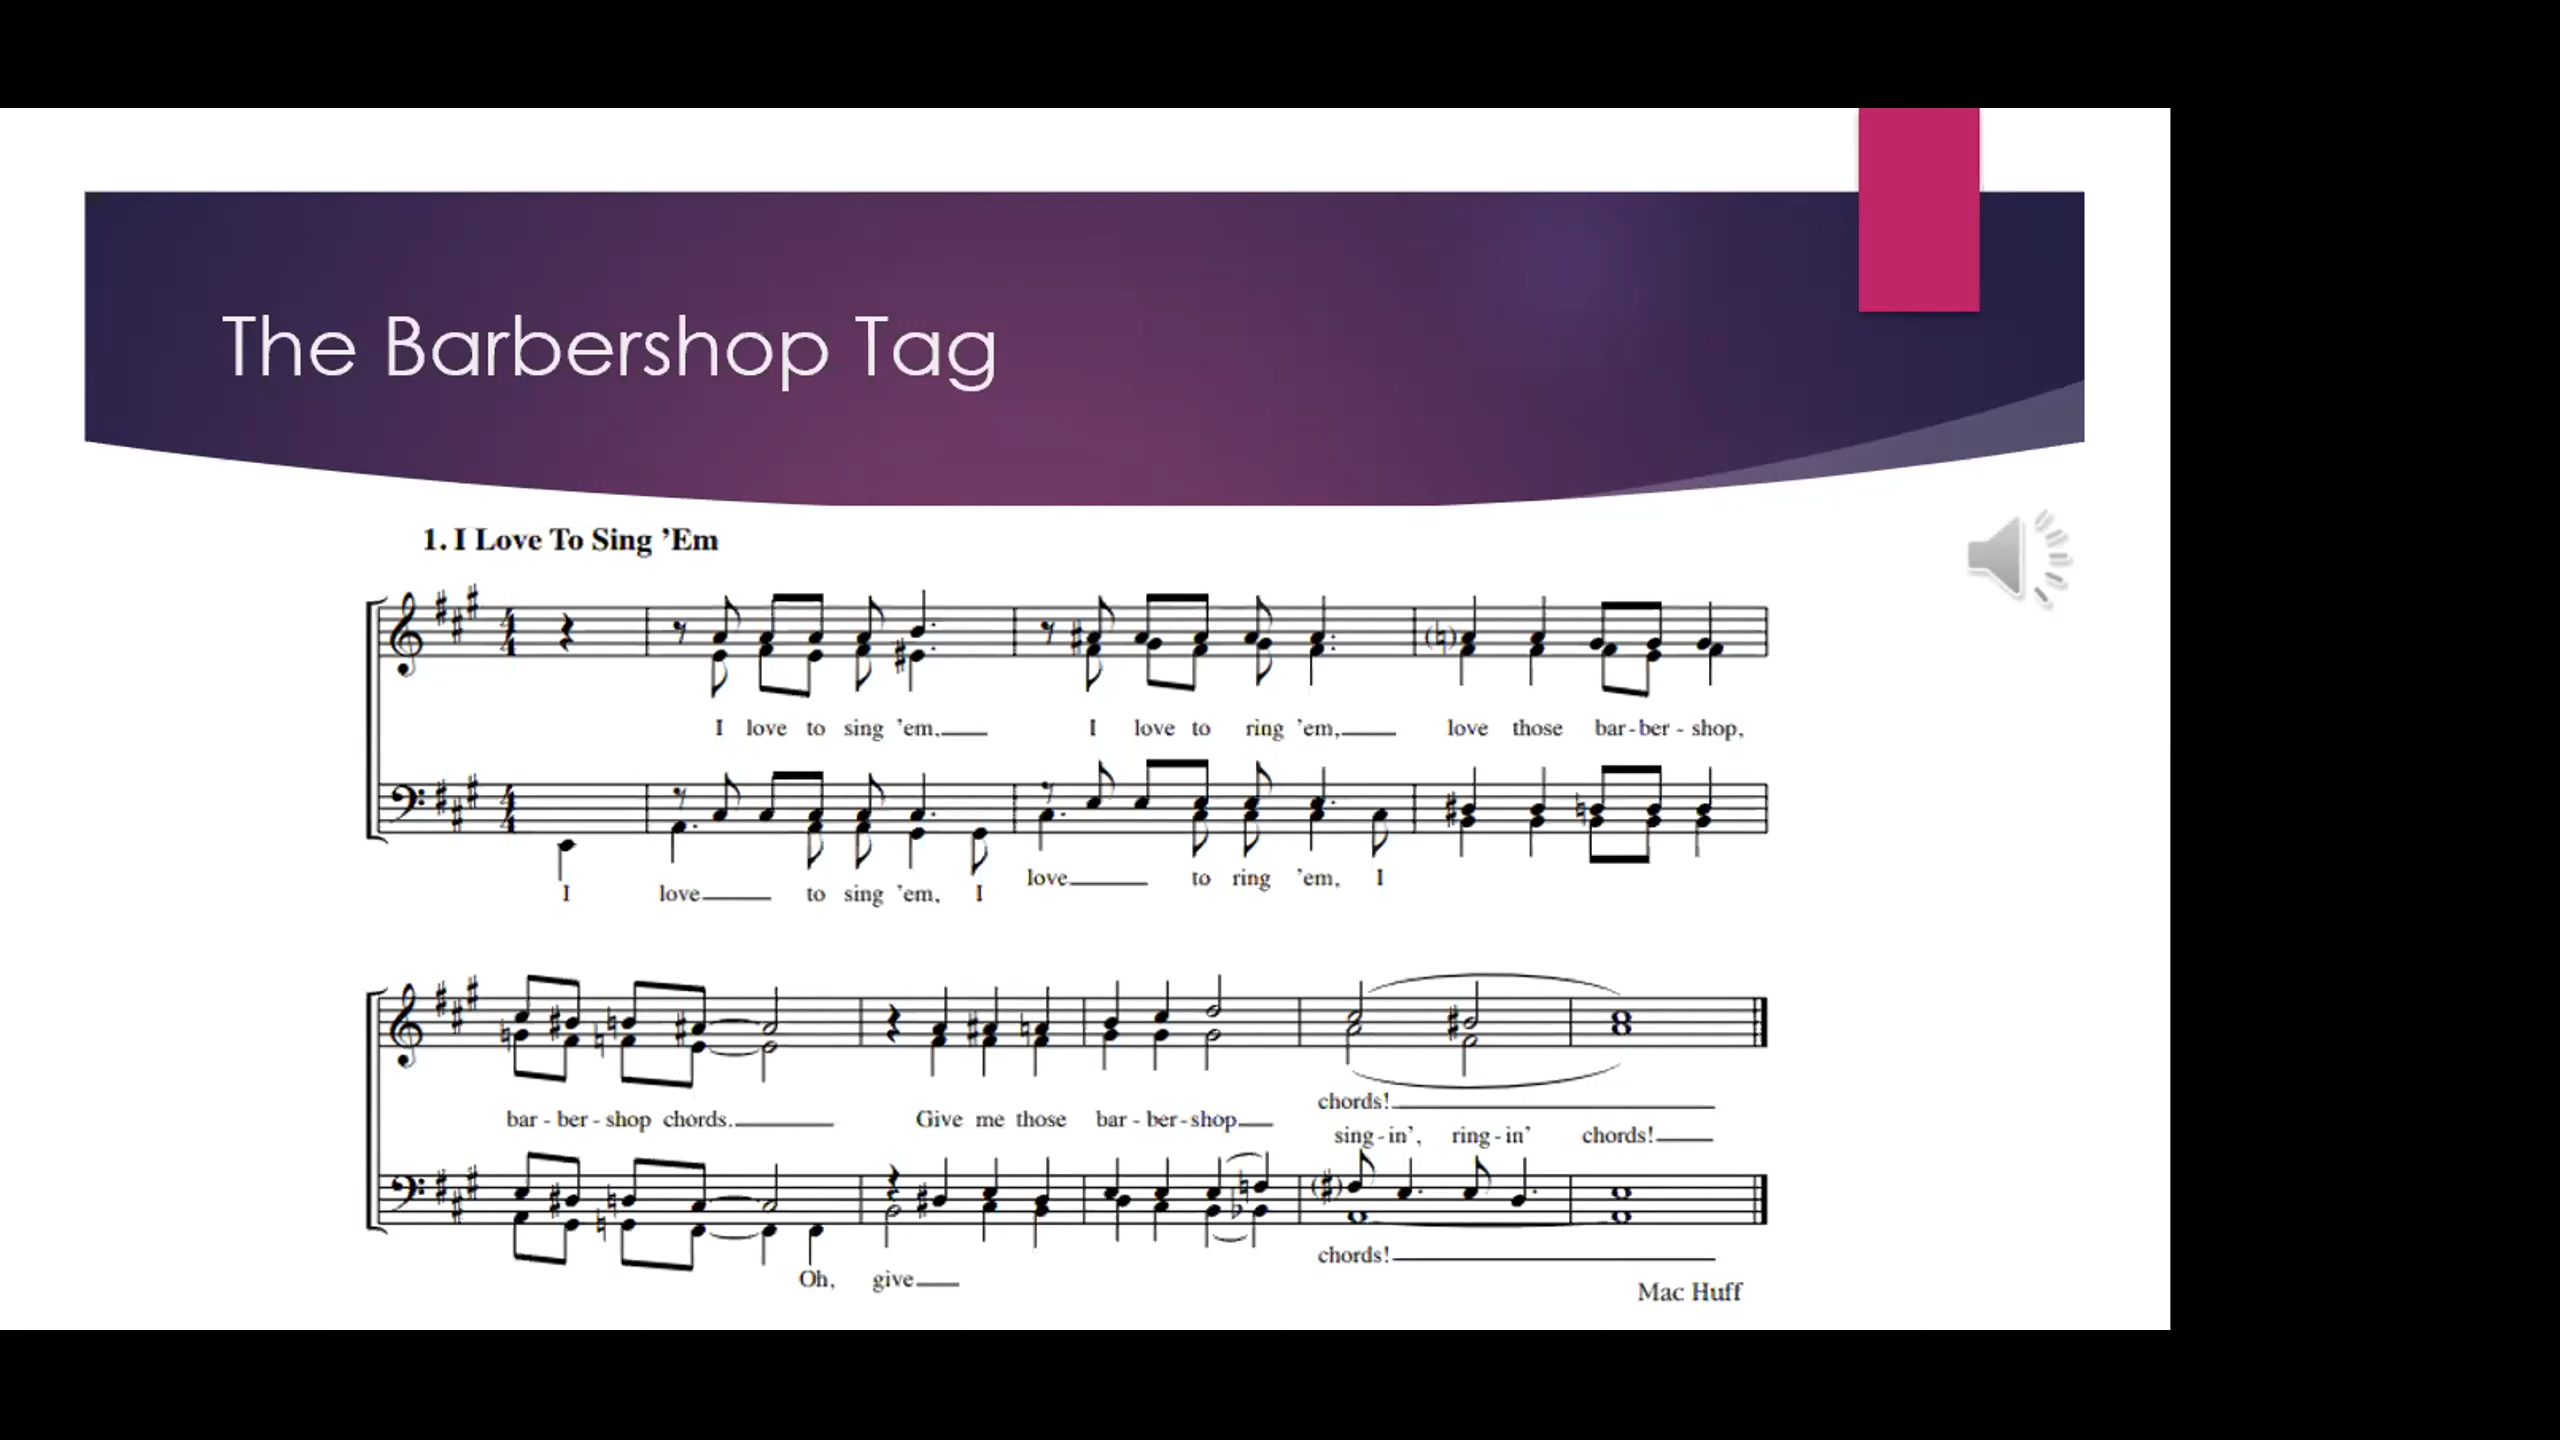 The Barbershop Tag
1. I Love To Sing ’Em
I love to sing ’em, I love to ring ’em, love those bar - ber - shop,
I love to sing ’em, I love to ring ’em, I
bar - ber - shop chords. Give me those bar - ber - shop chords!
sing - in’, ring - in’ chords!
Oh, give chords!
Mac Huff